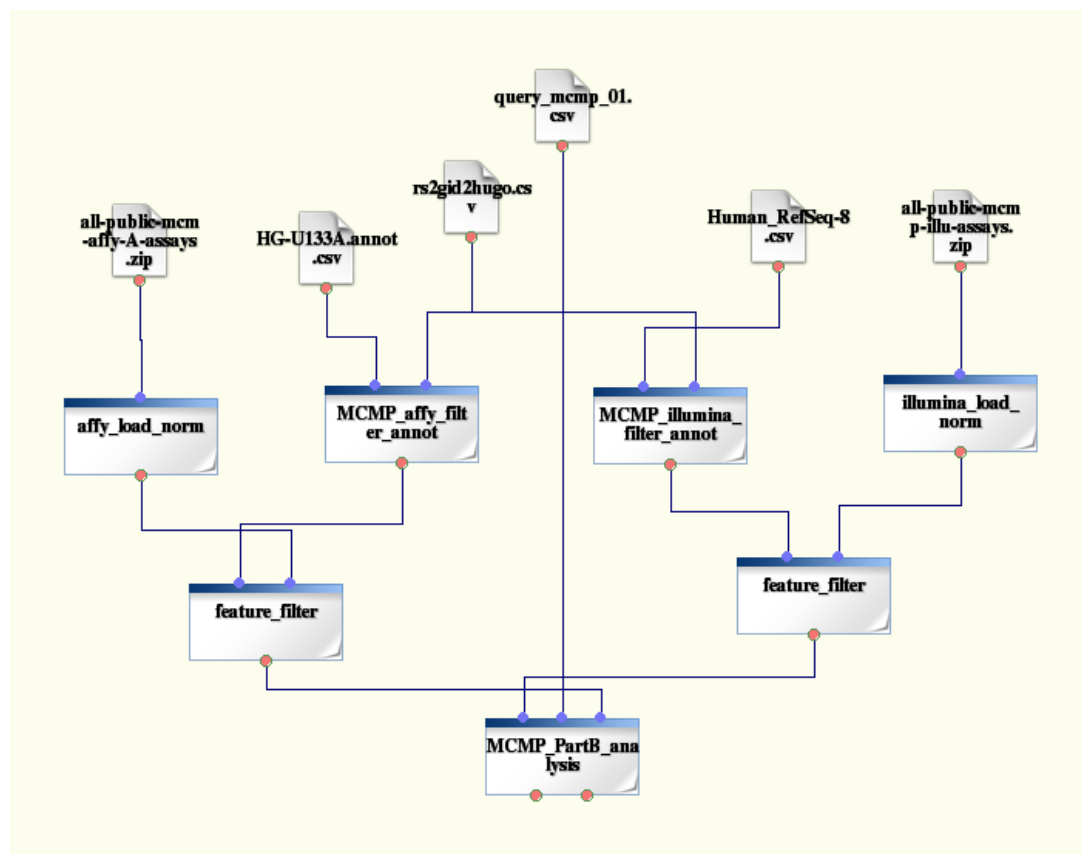 query_mcmp_01.
csv
rs2gid2hugo.cs
v
all-public-mcm
-affy-A-assays
.zip
HG-U133A.annot
.csv
Human_RefSeq-8
.csv
all-public-mcm
p-illu-assays.
zip
affy_load_norm
MCMP_affy_filt
er_annot
MCMP_illumina_
filter_annot
illumina_load_
norm
feature_filter
feature_filter
MCMP_PartB_ana
lysis